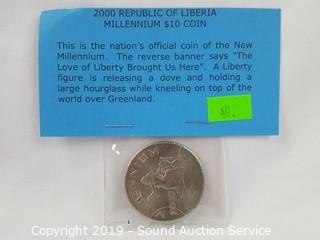 2000 REPUBLIC OF LIBERIA
MILLENNIUM $10 COIN
This is the nation's official coin of the New
Millennium. The reverse banner says "The
Love of Liberty Brought Us Here". A Liberty
figure is releasing a dove and holding a
large hourglass while kneeling on top of the
world over Greenland.
10.
Copyright 2019 - Sound Auction Service